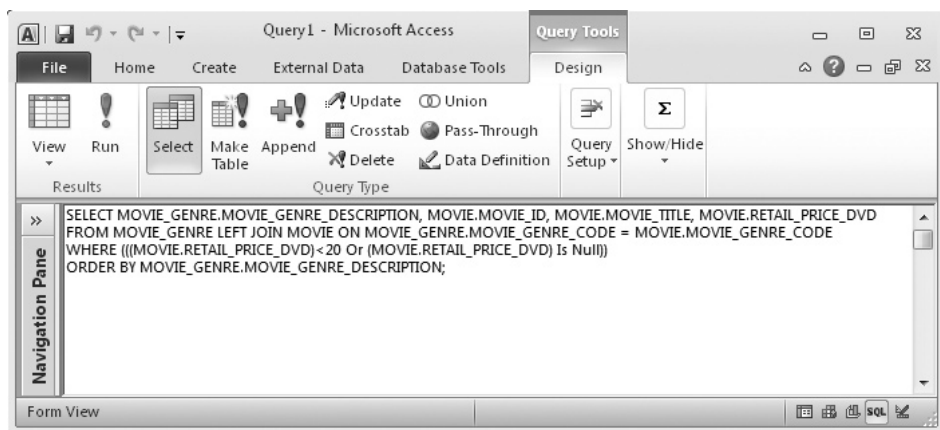 A
Query1 - Microsoft Access
Query Tools
File Home Create External Data Database Tools Design
View
Run
Select
Make Table
Append
Update
Crosstab
Delete
Union
Pass-Through
Data Definition
Query Setup
Σ
Show/Hide
Results
Query Type
»
Navigation Pane
SELECT MOVIE_GENRE.MOVIE_GENRE_DESCRIPTION, MOVIE.MOVIE_ID, MOVIE.MOVIE_TITLE, MOVIE.RETAIL_PRICE_DVD
FROM MOVIE_GENRE LEFT JOIN MOVIE ON MOVIE_GENRE.MOVIE_GENRE_CODE = MOVIE.MOVIE_GENRE_CODE
WHERE (((MOVIE.RETAIL_PRICE_DVD)<20 Or (MOVIE.RETAIL_PRICE_DVD) Is Null))
ORDER BY MOVIE_GENRE.MOVIE_GENRE_DESCRIPTION;
Form View
SQL